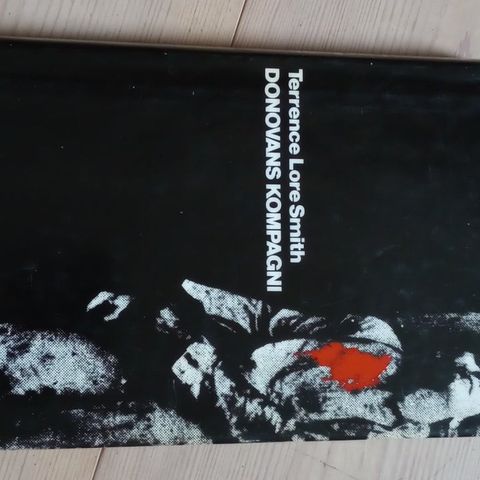 Terrence Lore Smith
DONOVANS KOMPAGNI